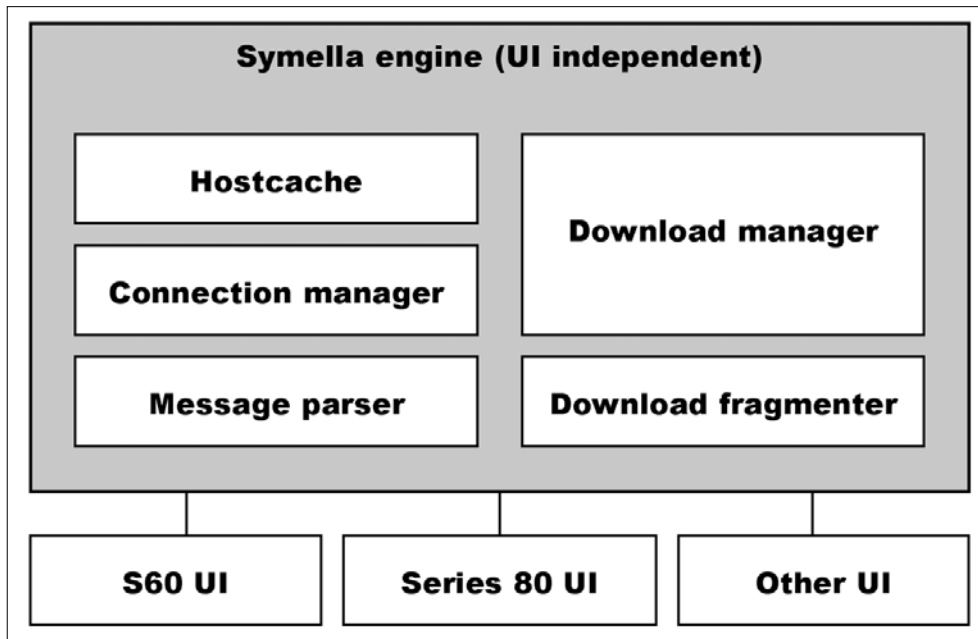 Symella engine (UI independent)
Hostcache
Connection manager
Message parser
Download manager
Download fragmenter
S60 UI
Series 80 UI
Other UI